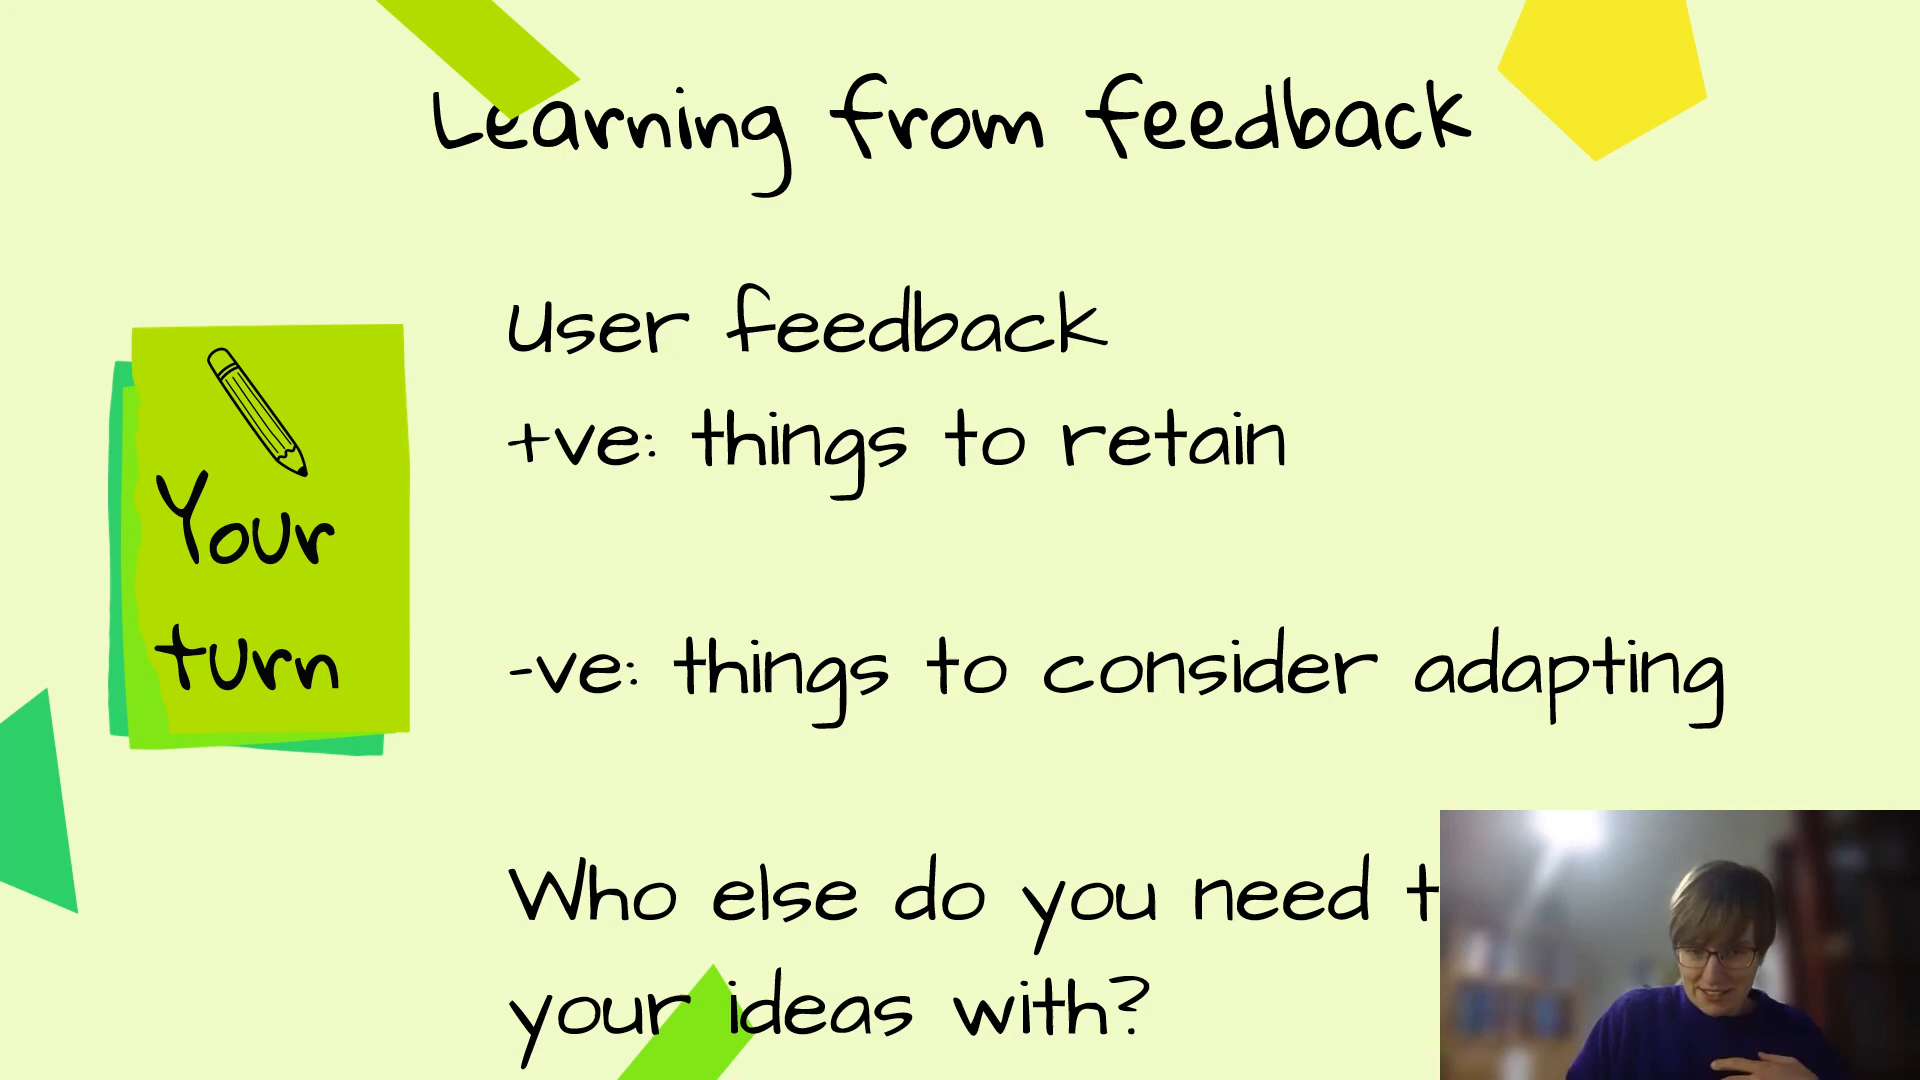 Learning from feedback
User feedback
+ve: things to retain
Your
turn
-ve: things to consider adapting
Who else do you need
your ideas with?